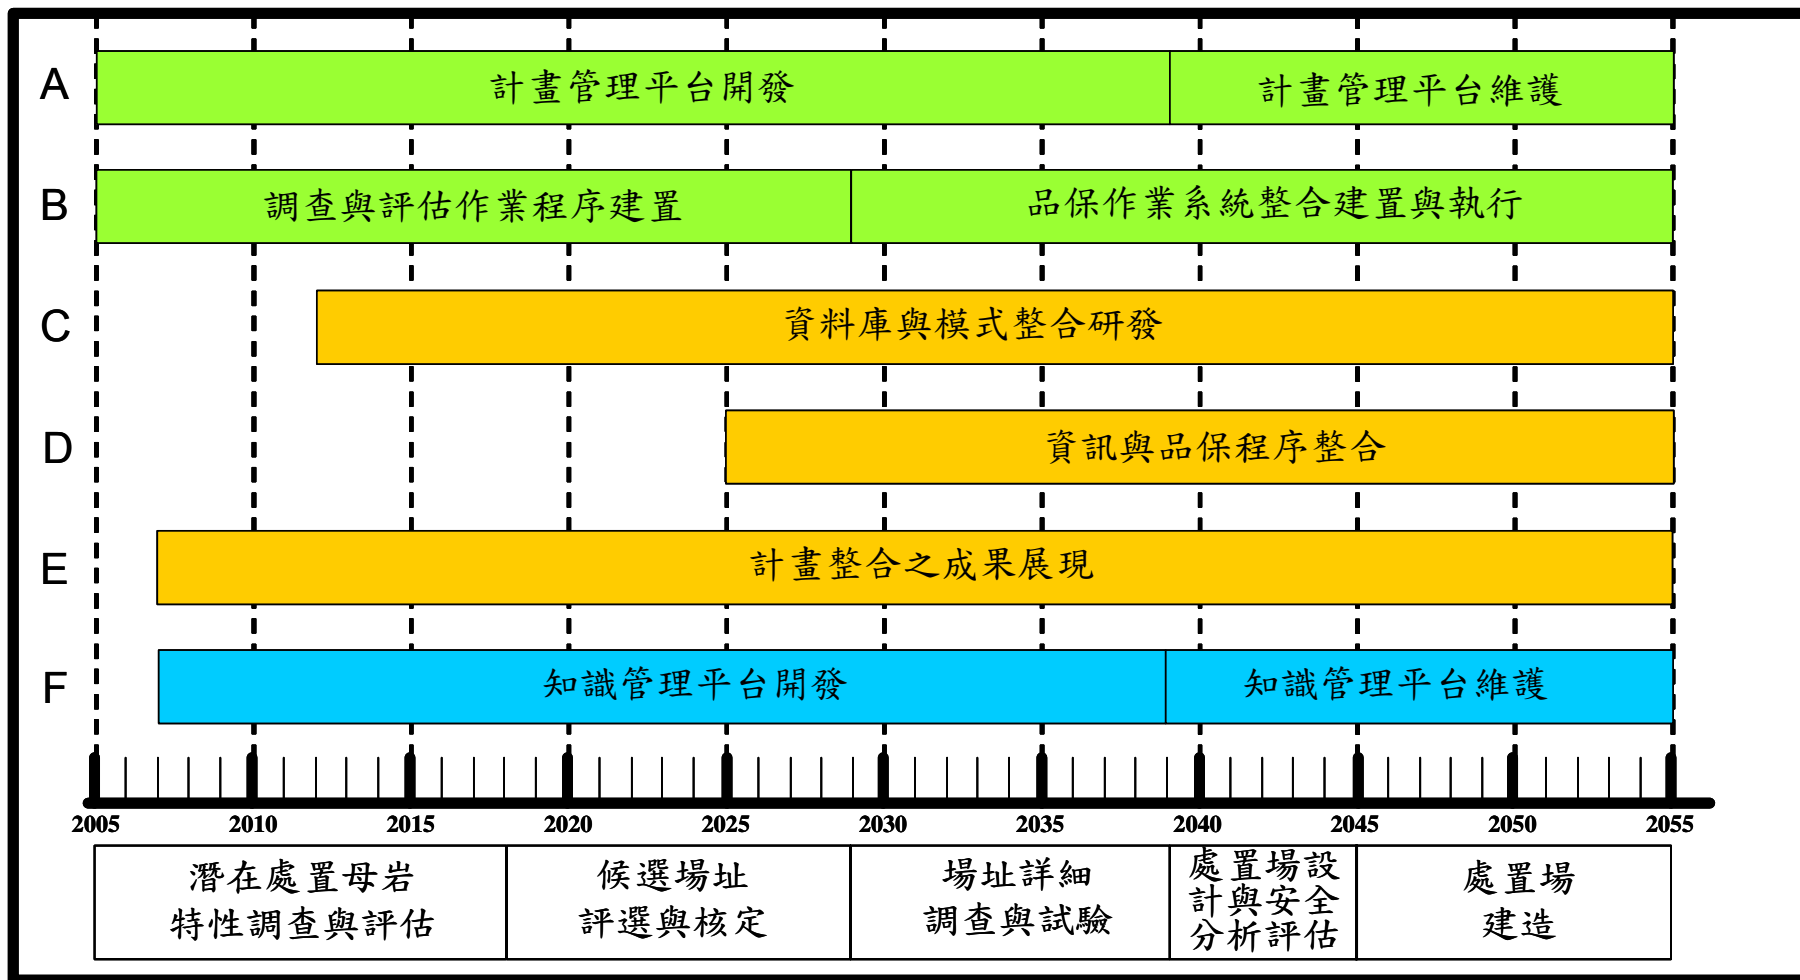 A
計畫管理平台開發
計畫管理平台維護
B
調查與評估作業程序建置
品保作業系統整合建置與執行
C
資料庫與模式整合研發
D
資訊與品保程序整合
E
計畫整合之成果展現
F
知識管理平台開發
知識管理平台維護
2005 2010 2015 2020 2025 2030 2035 2040 2045 2050 2055
潛在處置母岩
特性調查與評估
候選場址
評選與核定
場址詳細
調查與試驗
處置場設
計與安全
分析評估
處置場
建造